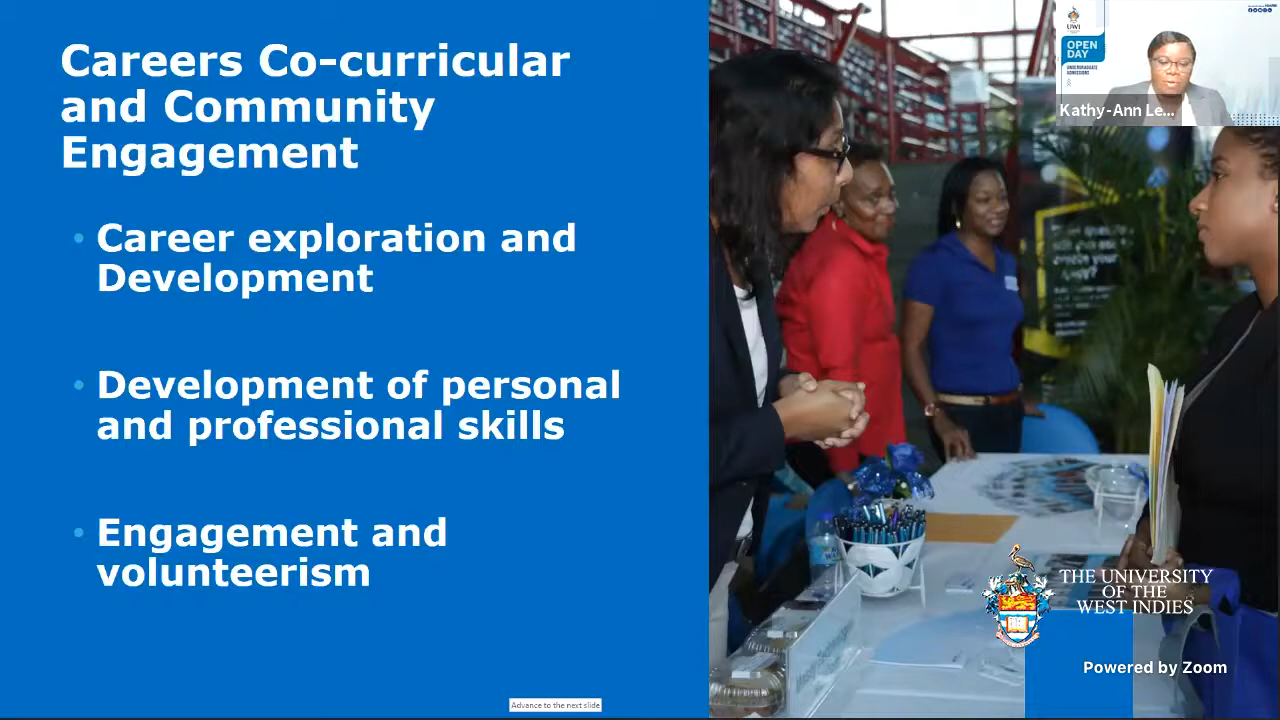 Careers Co-curricular
and Community
Engagement
• Career exploration and
Development
• Development of personal
and professional skills
• Engagement and
volunteerism
UWI
OPEN
DAY
UNDERGRADUATE
ADMISSIONS
Kathy-Ann Le...
THE UNIVERSITY
OF THE
WEST INDIES
Powered by Zoom
Advance to the next slide